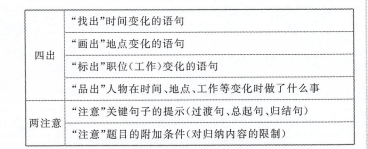 四出
“找出”时间变化的语句
“画出”地点变化的语句
“标出”职位(工作)变化的语句
“品出”人物在时间、地点、工作等变化时做了什么事
两注意
“注意”关键句子的提示(过渡句、总起句、归结句)
“注意”题目的附加条件(对归纳内容的限制)